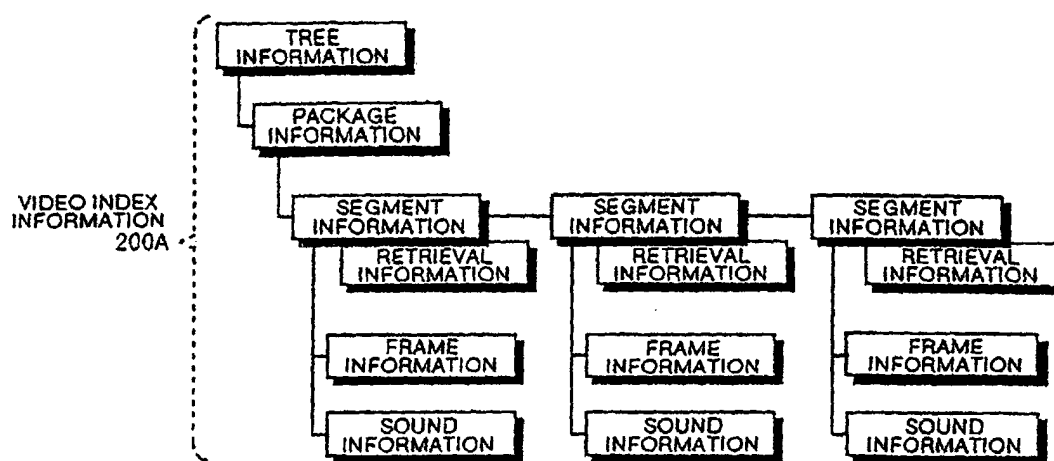 TREE
INFORMATION
PACKAGE
INFORMATION
VIDEO INDEX
INFORMATION
200A
SEGMENT
INFORMATION
RETRIEVAL
INFORMATION
FRAME
INFORMATION
SOUND
INFORMATION
SEGMENT
INFORMATION
RETRIEVAL
INFORMATION
FRAME
INFORMATION
SOUND
INFORMATION
SEGMENT
INFORMATION
RETRIEVAL
INFORMATION
FRAME
INFORMATION
SOUND
INFORMATION